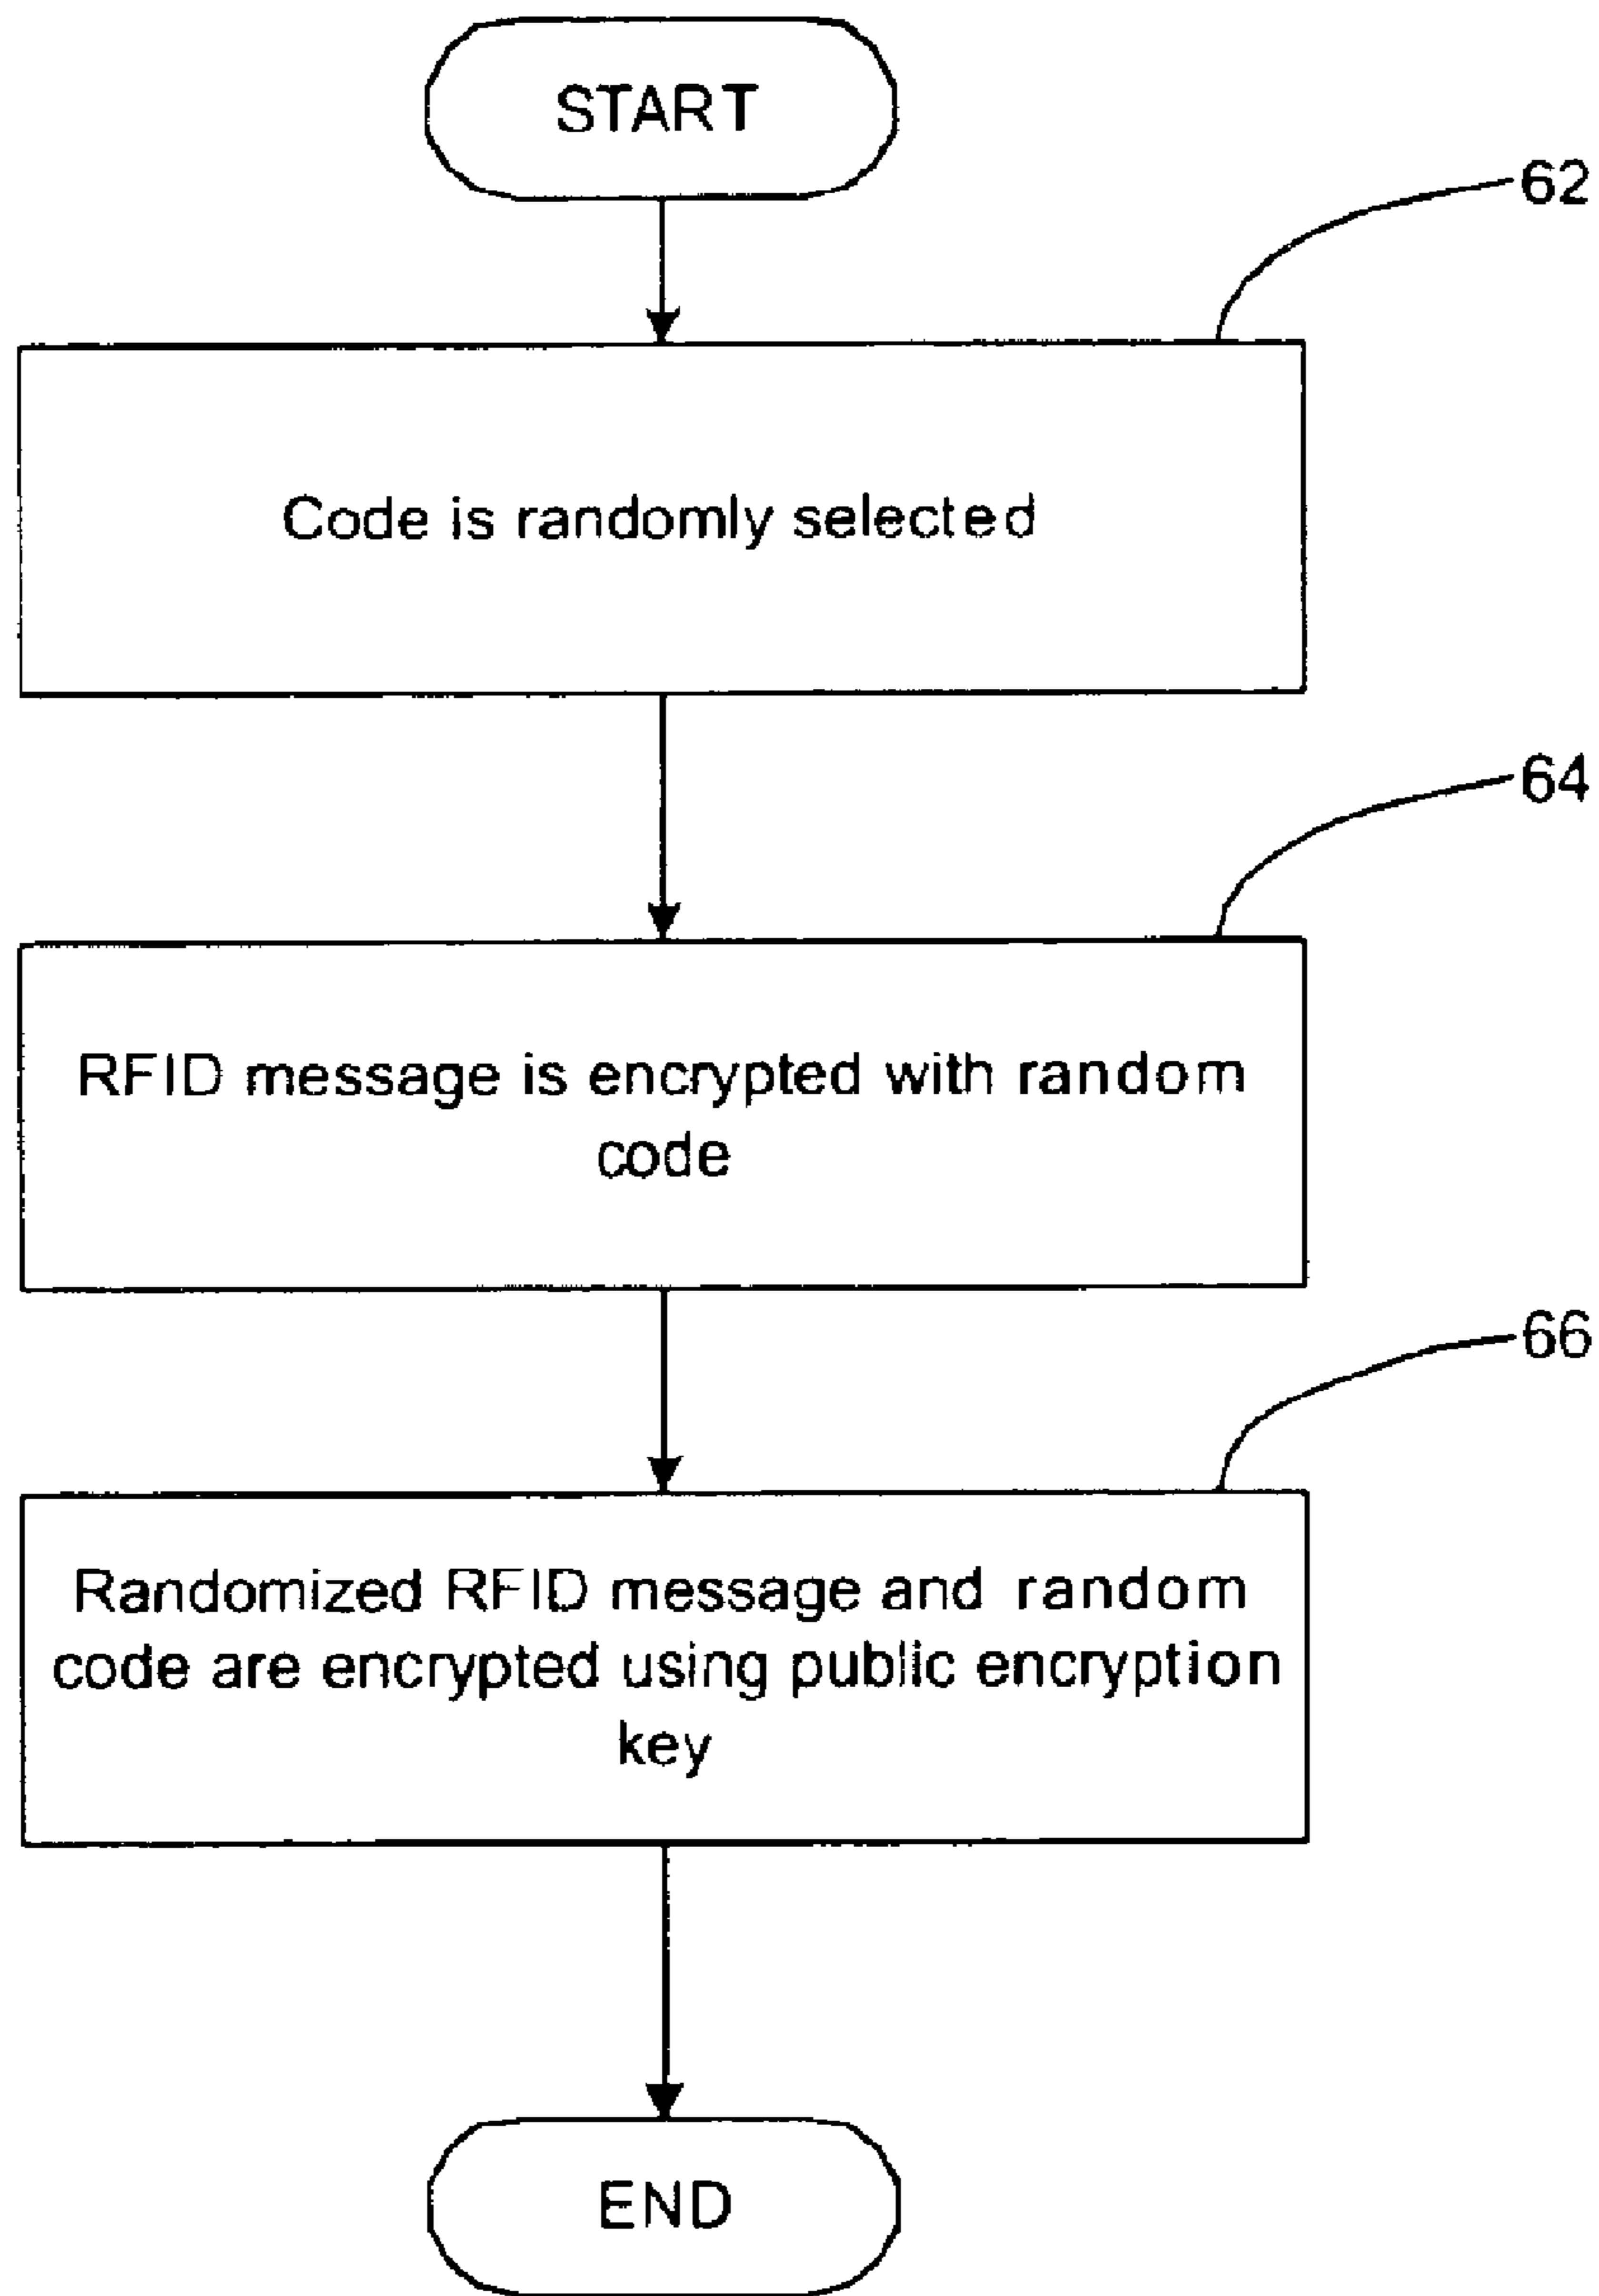 START
62
Code is randomly selected
64
RFID message is encrypted with random
code
66
Randomized RFID message and random
code are encrypted using public encryption
key
END